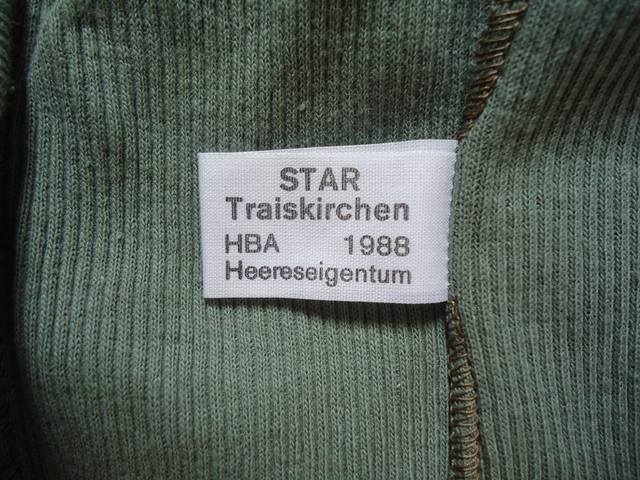 STAR
Traiskirchen
HBA 1988
Heereseigentum